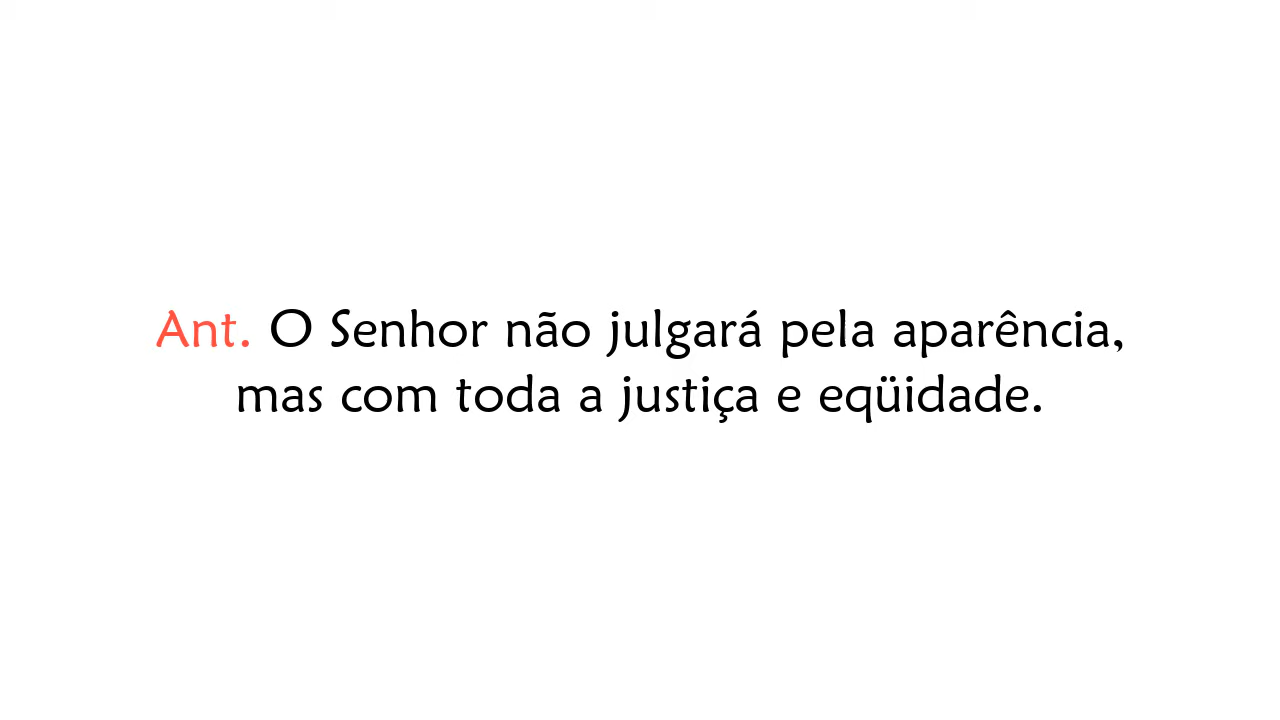 Ant. O Senhor não julgará pela aparência,
mas com toda a justiça e eqüidade.